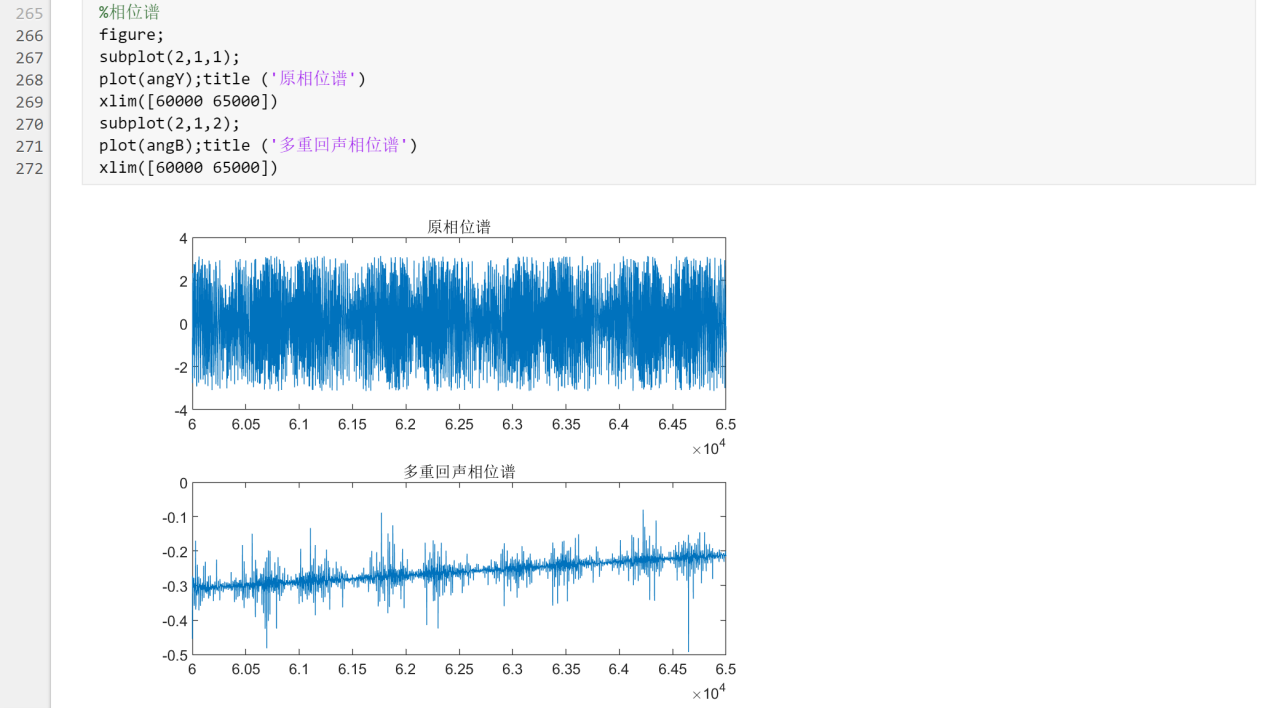 265 %相位谱
266 figure;
267 subplot(2,1,1);
268 plot(angY);title ('原相位谱')
269 xlim([60000 65000])
270 subplot(2,1,2);
271 plot(angB);title ('多重回声相位谱')
272 xlim([60000 65000])
原相位谱
4
2
0
-2
-4
6 6.05 6.1 6.15 6.2 6.25 6.3 6.35 6.4 6.45 6.5
×10⁴
多重回声相位谱
0
-0.1
-0.2
-0.3
-0.4
-0.5
6 6.05 6.1 6.15 6.2 6.25 6.3 6.35 6.4 6.45 6.5
×10⁴